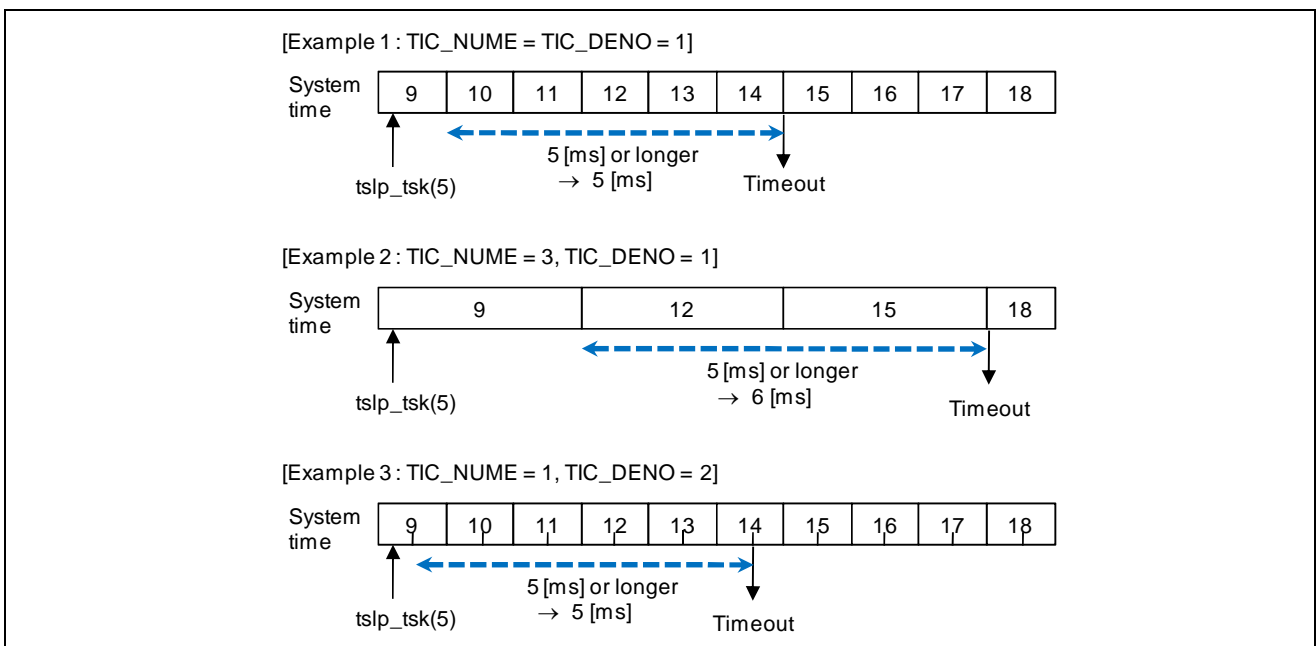 [Example 1 : TIC_NUME = TIC_DENO = 1]
System time 9 10 11 12 13 14 15 16 17 18
5 [ms] or longer
→ 5 [ms]
tslp_tsk(5)
Timeout
[Example 2 : TIC_NUME = 3, TIC_DENO = 1]
System time 9 12 15 18
5 [ms] or longer
→ 6 [ms]
tslp_tsk(5)
Timeout
[Example 3 : TIC_NUME = 1, TIC_DENO = 2]
System time 9 10 11 12 13 14 15 16 17 18
5 [ms] or longer
→ 5 [ms]
tslp_tsk(5)
Timeout